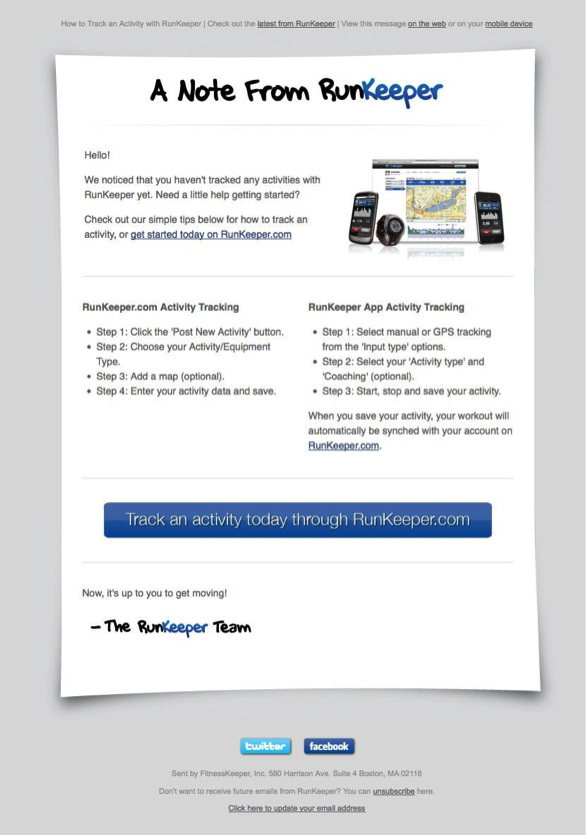 How to Track an Activity with RunKeeper | Check out the latest from RunKeeper | View this message on the web or on your mobile device
A Note From RunKeeper
Hello!
We noticed that you haven't tracked any activities with
RunKeeper yet. Need a little help getting started?
Check out our simple tips below for how to track an
activity, or get started today on RunKeeper.com
RunKeeper.com Activity Tracking
• Step 1: Click the 'Post New Activity' button.
• Step 2: Choose your Activity/Equipment
Type.
• Step 3: Add a map (optional).
• Step 4: Enter your activity data and save.
RunKeeper App Activity Tracking
• Step 1: Select manual or GPS tracking
from the 'Input type' options.
• Step 2: Select your 'Activity type' and
'Coaching' (optional).
• Step 3: Start, stop and save your activity.
When you save your activity, your workout will
automatically be synched with your account on
RunKeeper.com.
Track an activity today through RunKeeper.com
Now, it's up to you to get moving!
– The RunKeeper Team
twitter facebook
Sent by FitnessKeeper, Inc. 580 Harrison Ave. Suite 4 Boston, MA 02118
Don't want to receive future emails from RunKeeper? You can unsubscribe here.
Click here to update your email address